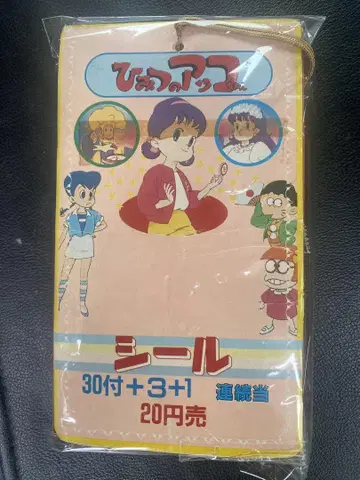 ひみつのアッコちゃん
シール
30付+3+1 連続当
20円売